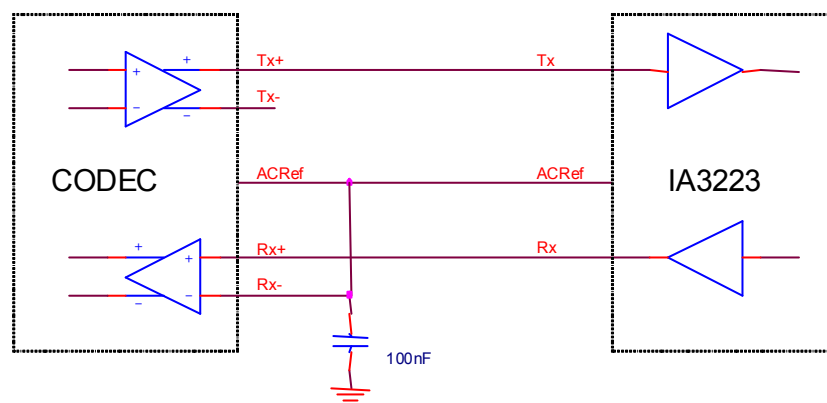 Tx+ Tx
+ +
Tx-
− −
CODEC ACRef ACRef IA3223
+ + Rx+ Rx
− − Rx-
100nF